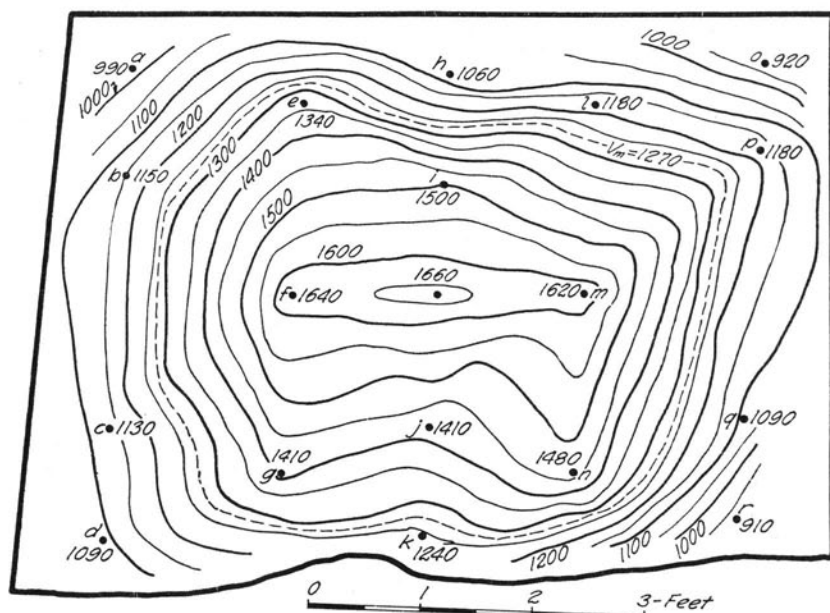 a
990
1000
h
1060
1000
o
920
1100
1200
e
1340
l
1180
Vm=1270
p
1180
b
1150
1300
1400
i
1500
1500
1600
f
1640
1660
1620
m
c
1130
j
1410
q
1090
1410
g
1480
n
d
1090
k
1240
1200
1100
1000
r
910
0 1 2 3-Feet